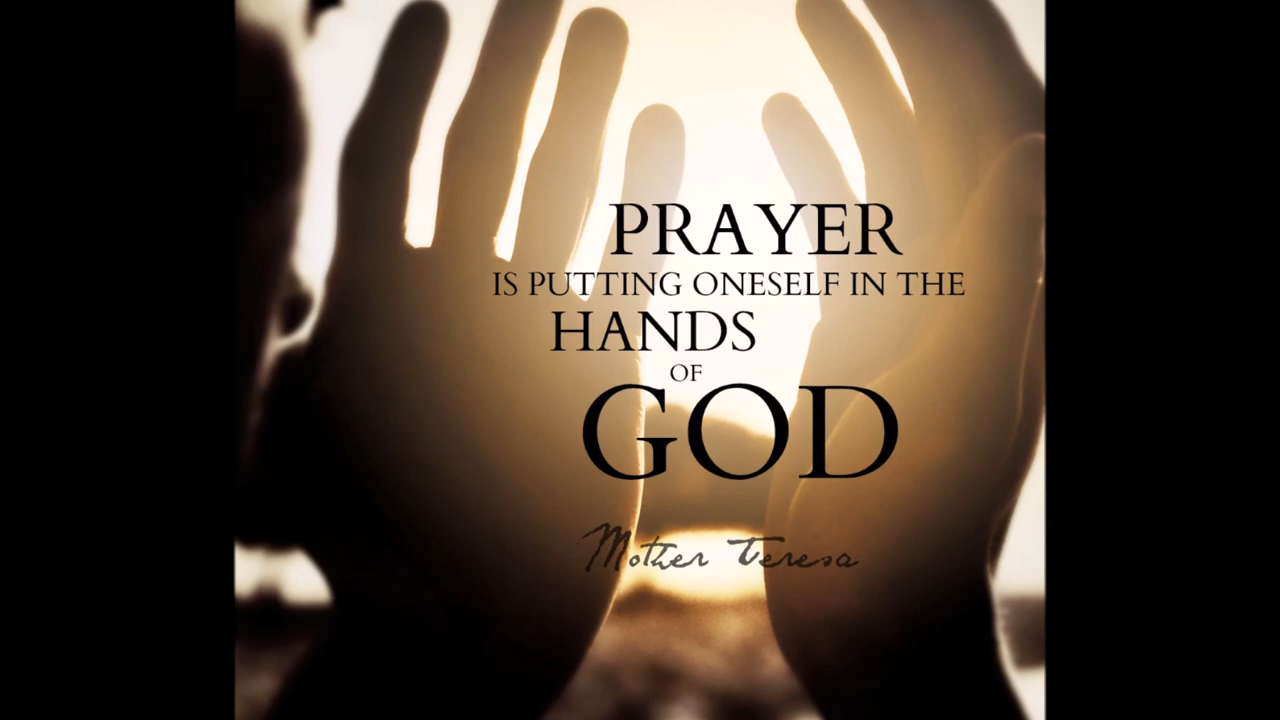 PRAYER
IS PUTTING ONESELF IN THE
HANDS
OF
GOD
Mother Teresa